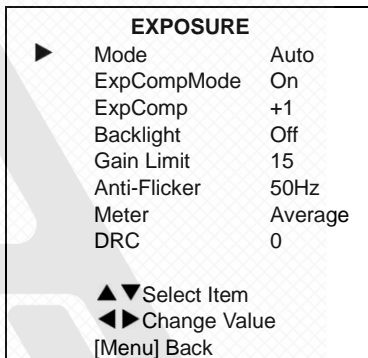 EXPOSURE
▶ Mode Auto
ExpCompMode On
ExpComp +1
Backlight Off
Gain Limit 15
Anti-Flicker 50Hz
Meter Average
DRC 0
▲▼Select Item
◀▶Change Value
[Menu] Back